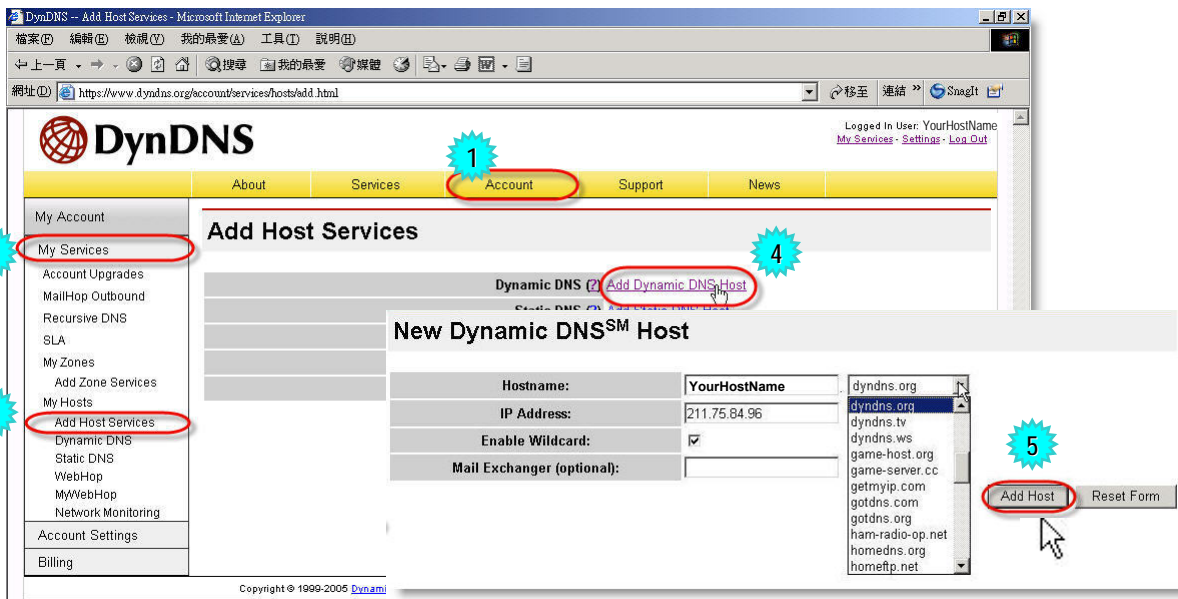 DynDNS -- Add Host Services - Microsoft Internet Explorer
檔案(F) 編輯(E) 檢視(V) 我的最愛(A) 工具(T) 說明(H)
上一頁 搜尋 我的最愛 媒體
網址(D) https://www.dyndns.org/account/services/hosts/add.html 移至 連結 » SnagIt
DynDNS
Logged In User: YourHostName
My Services - Settings - Log Out
1
About Services Account Support News
My Account
My Services
Account Upgrades
MailHop Outbound
Recursive DNS
SLA
My Zones
Add Zone Services
My Hosts
Add Host Services
Dynamic DNS
Static DNS
WebHop
MyWebHop
Network Monitoring
Account Settings
Billing
Add Host Services
4
Dynamic DNS (?) Add Dynamic DNS Host
Static DNS (?) Add Static DNS Host
New Dynamic DNSSM Host
Hostname: YourHostName . dyndns.org
IP Address: 211.75.84.96
Enable Wildcard:
Mail Exchanger (optional):
dyndns.org
dyndns.tv
dyndns.ws
game-host.org
game-server.cc
getmyip.com
gotdns.com
gotdns.org
ham-radio-op.net
homedns.org
homeftp.net
5
Add Host Reset Form
Copyright © 1999-2005 Dynami